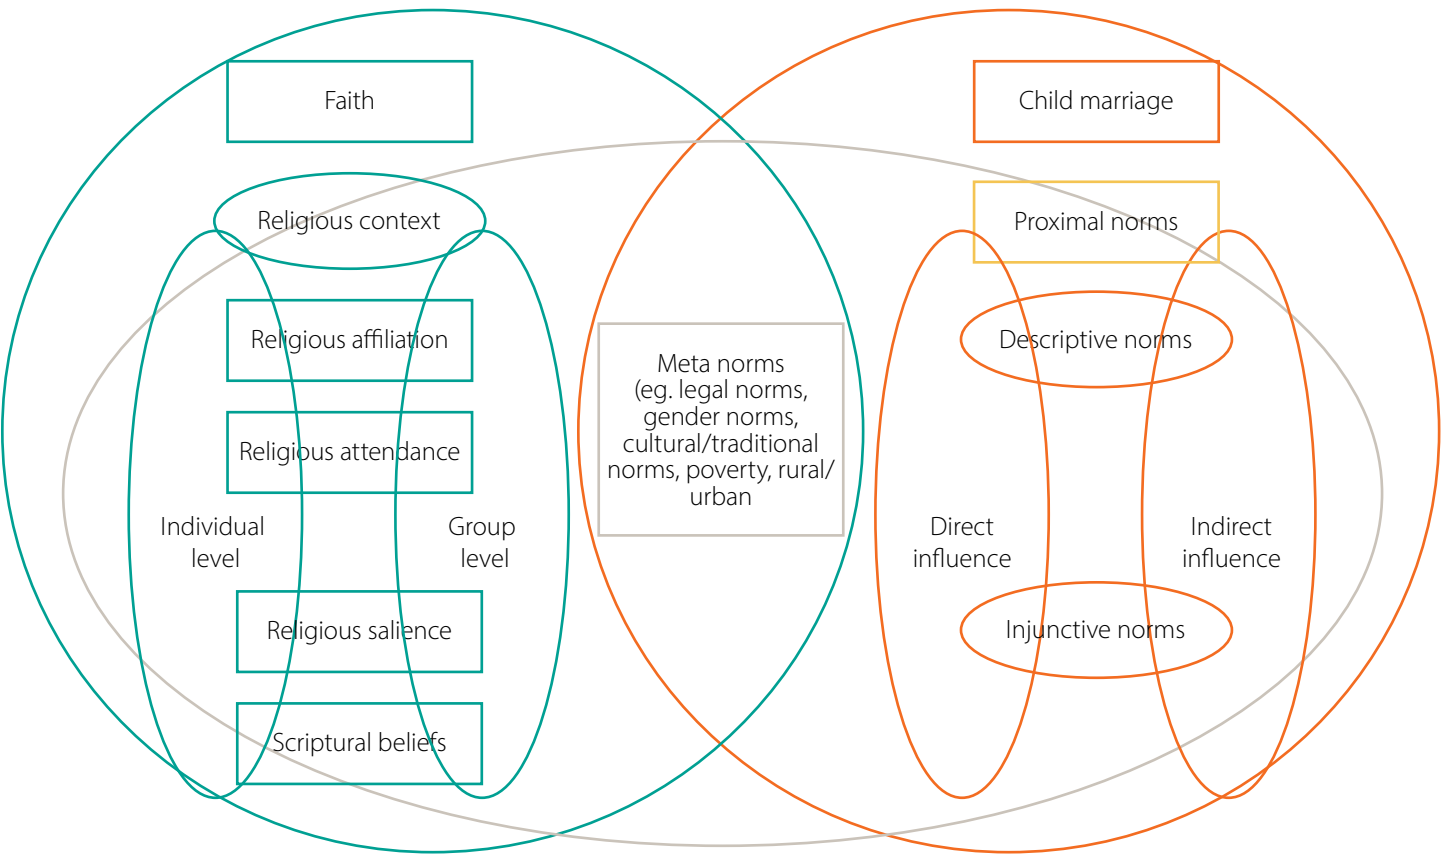 Faith
Religious context
Religious affiliation
Religious attendance
Individual
level
Group
level
Religious salience
Scriptural beliefs
Meta norms
(eg. legal norms,
gender norms,
cultural/traditional
norms, poverty, rural/
urban
Child marriage
Proximal norms
Descriptive norms
Direct
influence
Indirect
influence
Injunctive norms